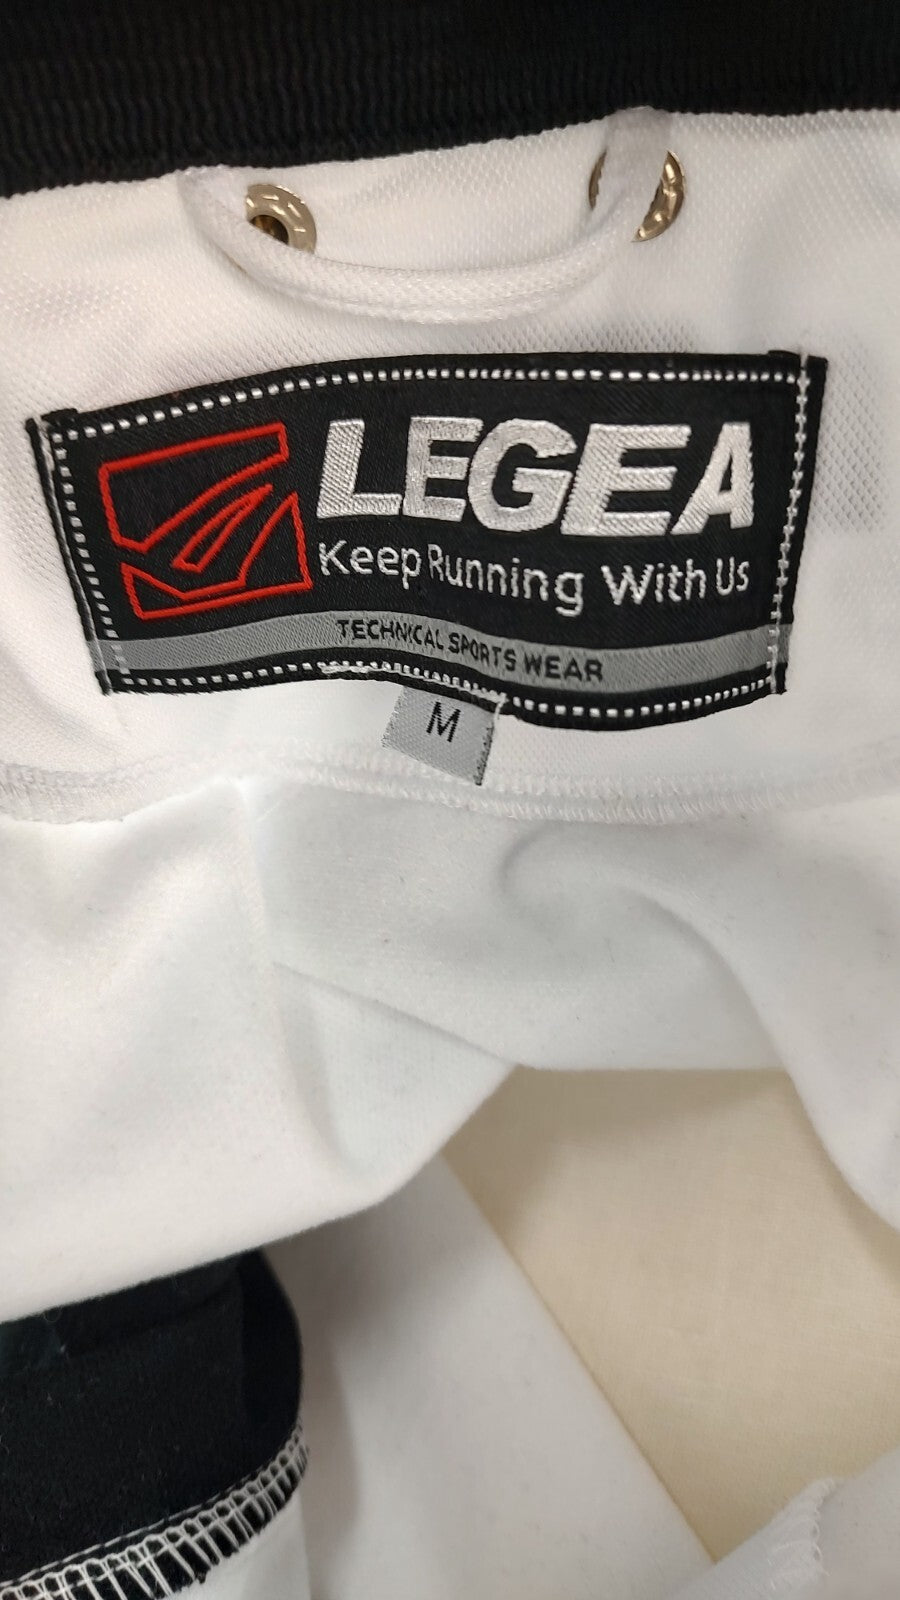 LEGEA
Keep Running With Us
TECHNICAL SPORTS WEAR
M